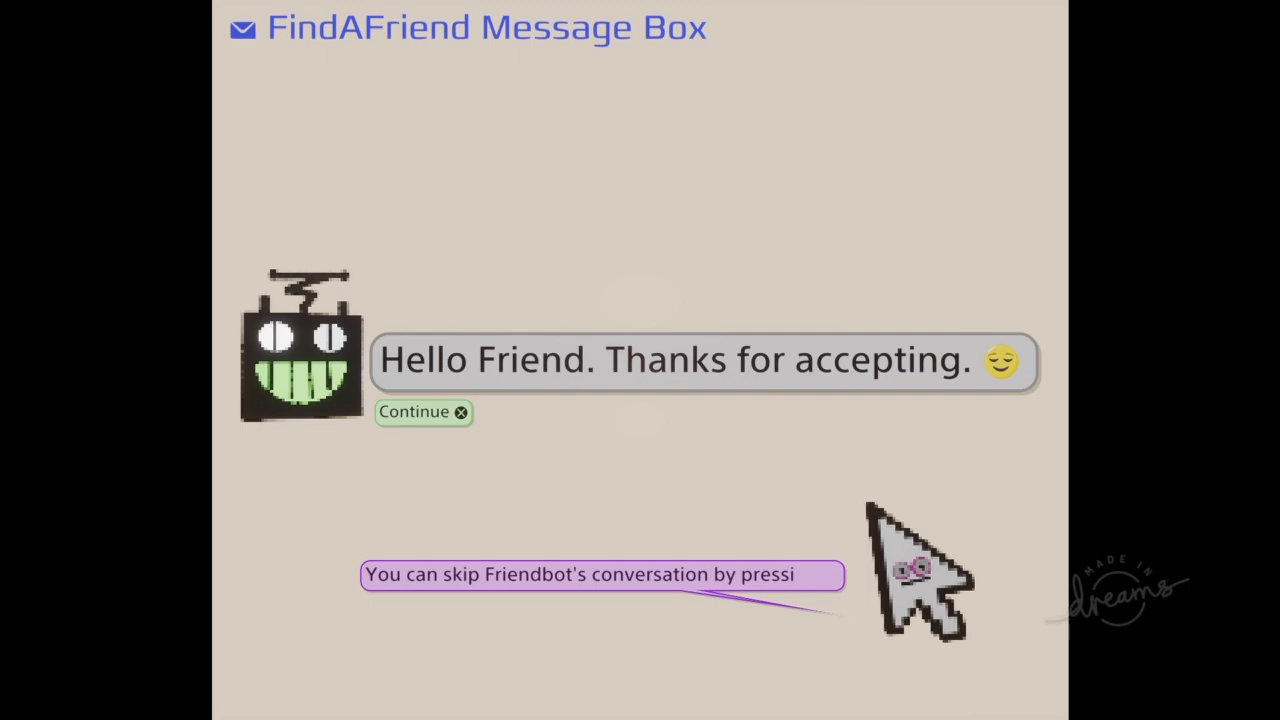 FindAFriend Message Box
Hello Friend. Thanks for accepting. 😌
Continue ⊗
You can skip Friendbot's conversation by pressi
MADE IN
dreams